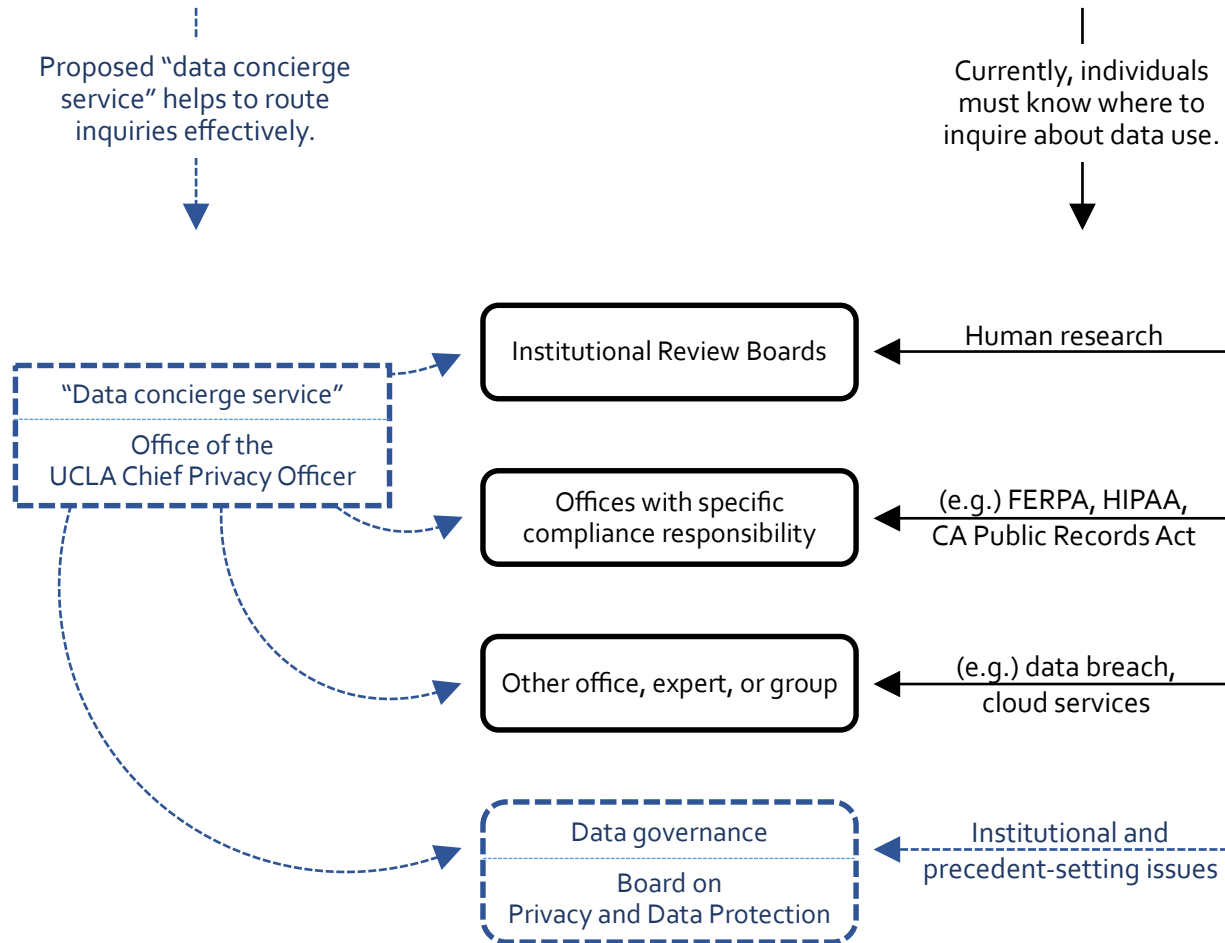 Proposed “data concierge
service” helps to route
inquiries effectively.
Currently, individuals
must know where to
inquire about data use.
Institutional Review Boards
Human research
“Data concierge service”
Office of the
UCLA Chief Privacy Officer
Offices with specific
compliance responsibility
(e.g.) FERPA, HIPAA,
CA Public Records Act
Other office, expert, or group
(e.g.) data breach,
cloud services
Data governance
Board on
Privacy and Data Protection
Institutional and
precedent-setting issues